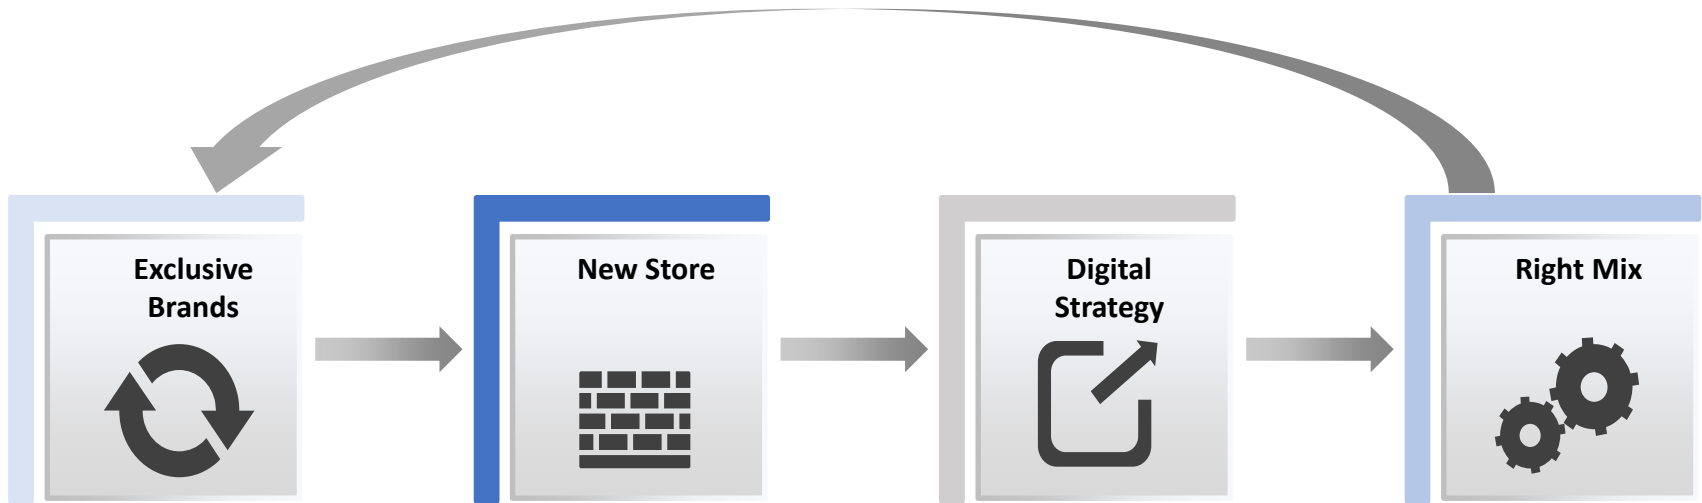 Exclusive
Brands
New Store
Digital
Strategy
Right Mix